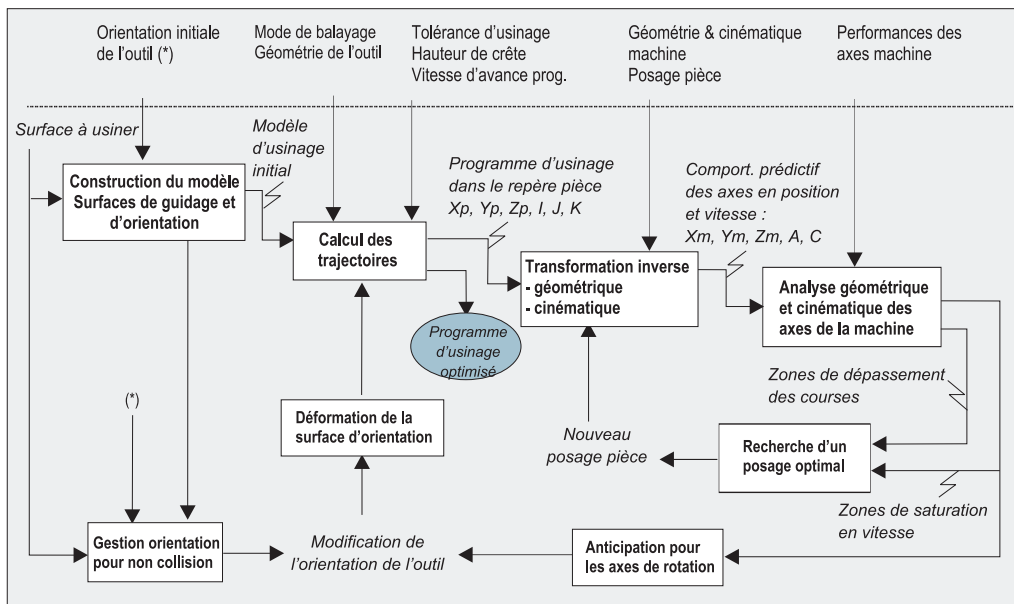 Orientation initiale
de l'outil (*)
Mode de balayage
Géométrie de l'outil
Tolérance d'usinage
Hauteur de crête
Vitesse d'avance prog.
Géométrie & cinématique
machine
Posage pièce
Performances des
axes machine
Surface à usiner
Modèle
d'usinage
initial
Construction du modèle
Surfaces de guidage et
d'orientation
Programme d'usinage
dans le repère pièce
Xp, Yp, Zp, I, J, K
Comport. prédictif
des axes en position
et vitesse :
Xm, Ym, Zm, A, C
Calcul des
trajectoires
Transformation inverse
- géométrique
- cinématique
Analyse géométrique
et cinématique des
axes de la machine
Programme
d'usinage
optimisé
Zones de dépassement
des courses
(*)
Déformation de la
surface d'orientation
Nouveau
posage pièce
Recherche d'un
posage optimal
Zones de saturation
en vitesse
Gestion orientation
pour non collision
Modification de
l'orientation de l'outil
Anticipation pour
les axes de rotation